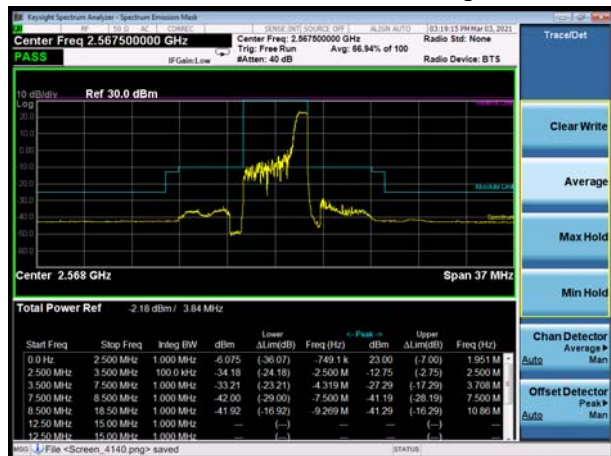 Keysight Spectrum Analyzer - Spectrum Emission Mask
RF 50 Ω AC CORREC SENSE:INT SOURCE OFF ALIGN AUTO 03:19:15 PM Mar 03, 2021
Center Freq 2.567500000 GHz Center Freq: 2.567500000 GHz Radio Std: None
Trig: Free Run Avg: 66.94% of 100
PASS IFGain:Low #Atten: 40 dB Radio Device: BTS
10 dB/div Ref 30.0 dBm
Log
20.0
10.0
0.00
-10.0
-20.0
-30.0
-40.0
-50.0
-60.0
Relative Limit
Absolute Limit
Spectrum
Center 2.568 GHz Span 37 MHz
Total Power Ref -2.18 dBm / 3.84 MHz
Lower <- Peak -> Upper
Start Freq Stop Freq Integ BW dBm ΔLim(dB) Freq (Hz) dBm ΔLim(dB) Freq (Hz)
0.0 Hz 2.500 MHz 1.000 MHz -6.075 (-36.07) -749.1 k 23.00 (-7.00) 1.951 M
2.500 MHz 3.500 MHz 100.0 kHz -34.18 (-24.18) -2.500 M -12.75 (-2.75) 2.500 M
3.500 MHz 7.500 MHz 1.000 MHz -33.21 (-23.21) -4.319 M -27.29 (-17.29) 3.708 M
7.500 MHz 8.500 MHz 1.000 MHz -42.00 (-29.00) -7.500 M -41.19 (-28.19) 7.500 M
8.500 MHz 18.50 MHz 1.000 MHz -41.92 (-16.92) -9.269 M -41.29 (-16.29) 10.86 M
12.50 MHz 15.00 MHz 1.000 MHz --- (---) --- --- (---) ---
12.50 MHz 15.00 MHz 1.000 MHz --- (---) --- --- (---) ---
MSG File <Screen_4140.png> saved STATUS
Trace/Det
Clear Write
Average
Max Hold
Min Hold
Chan Detector
Average
Auto Man
Offset Detector
Peak
Auto Man